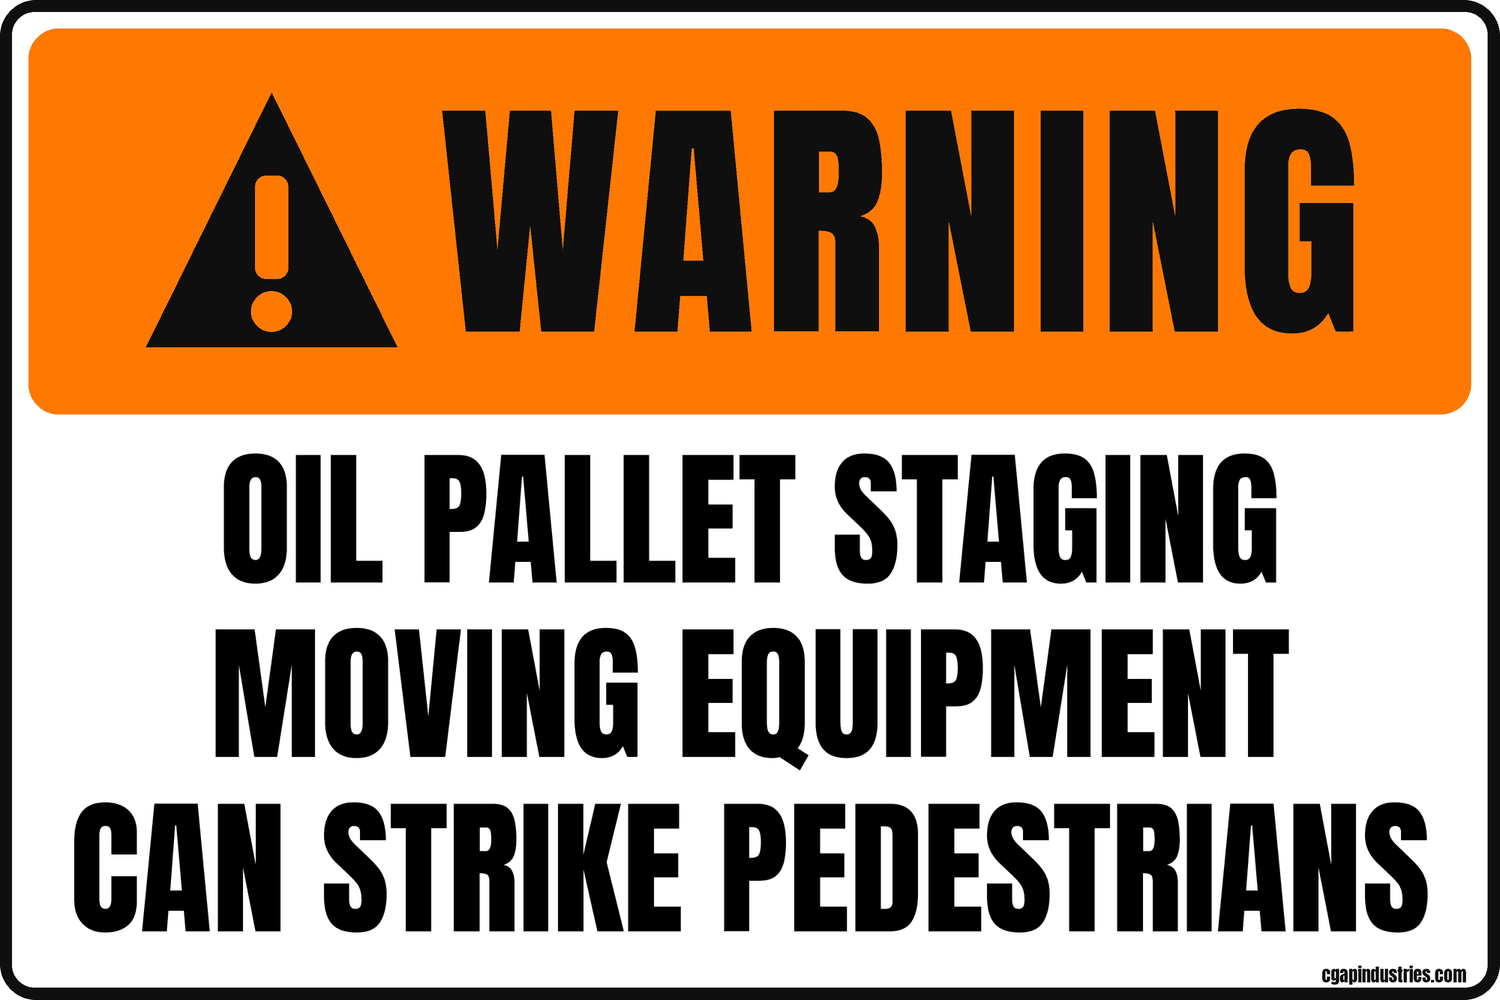 WARNING
OIL PALLET STAGING
MOVING EQUIPMENT
CAN STRIKE PEDESTRIANS
cgapindustries.com